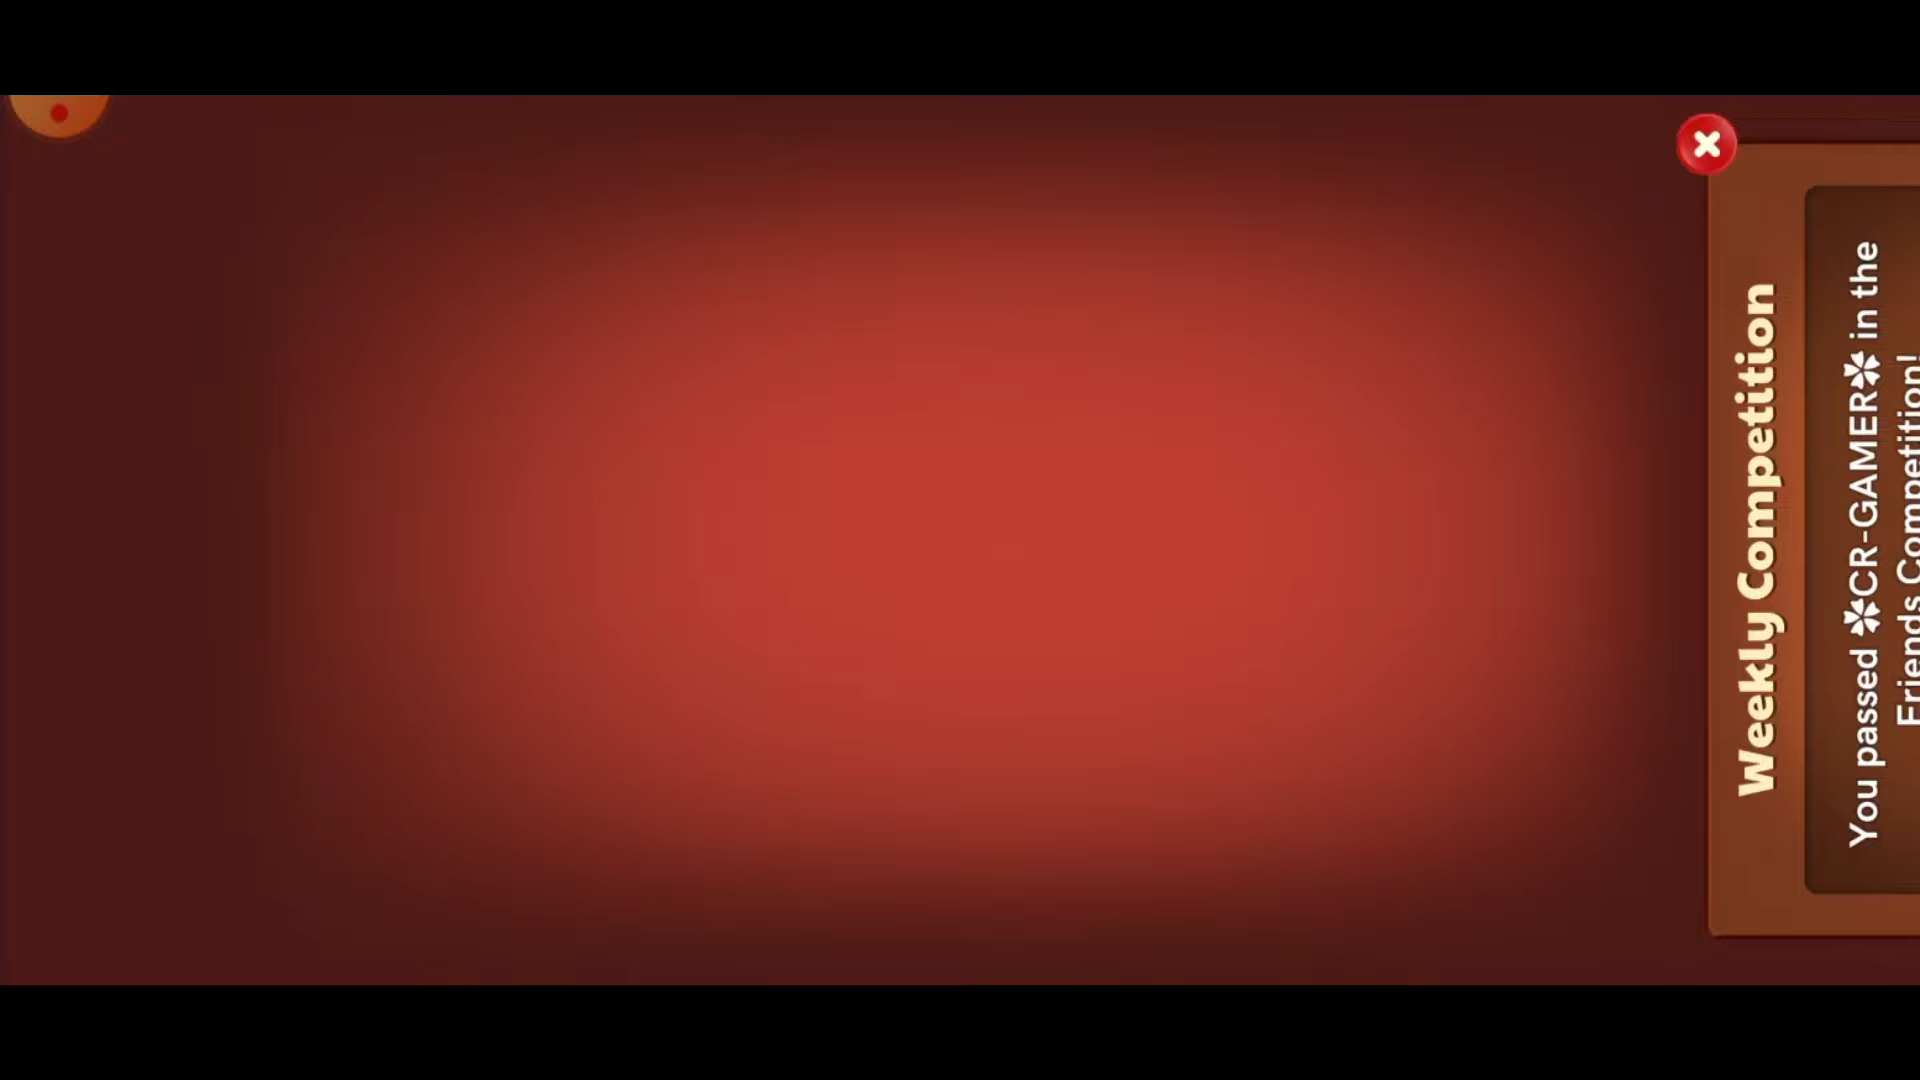 Weekly Competition
You passed ✤CR-GAMER✤ in the
Friends Competition!